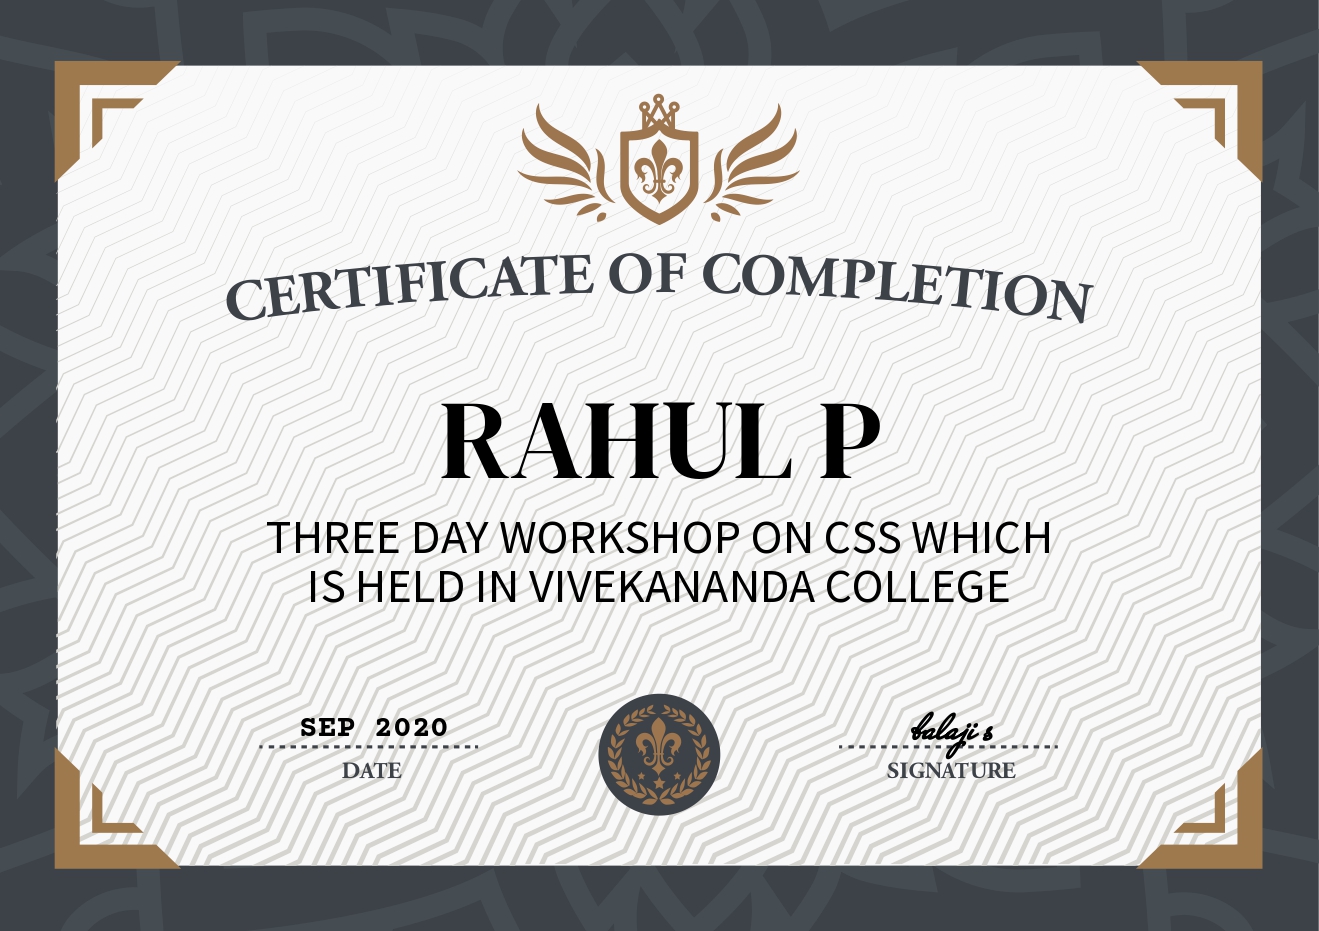 CERTIFICATE OF COMPLETION
RAHUL P
THREE DAY WORKSHOP ON CSS WHICH
IS HELD IN VIVEKANANDA COLLEGE
SEP 2020
DATE
balaji s
SIGNATURE